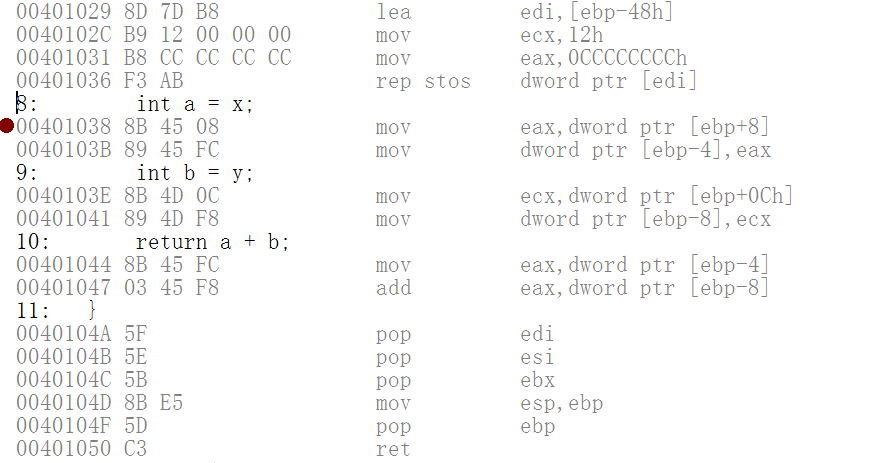 00401029 8D 7D B8 lea edi,[ebp-48h]
0040102C B9 12 00 00 00 mov ecx,12h
00401031 B8 CC CC CC CC mov eax,0CCCCCCCCh
00401036 F3 AB rep stos dword ptr [edi]
8: int a = x;
00401038 8B 45 08 mov eax,dword ptr [ebp+8]
0040103B 89 45 FC mov dword ptr [ebp-4],eax
9: int b = y;
0040103E 8B 4D 0C mov ecx,dword ptr [ebp+0Ch]
00401041 89 4D F8 mov dword ptr [ebp-8],ecx
10: return a + b;
00401044 8B 45 FC mov eax,dword ptr [ebp-4]
00401047 03 45 F8 add eax,dword ptr [ebp-8]
11: }
0040104A 5F pop edi
0040104B 5E pop esi
0040104C 5B pop ebx
0040104D 8B E5 mov esp,ebp
0040104F 5D pop ebp
00401050 C3 ret